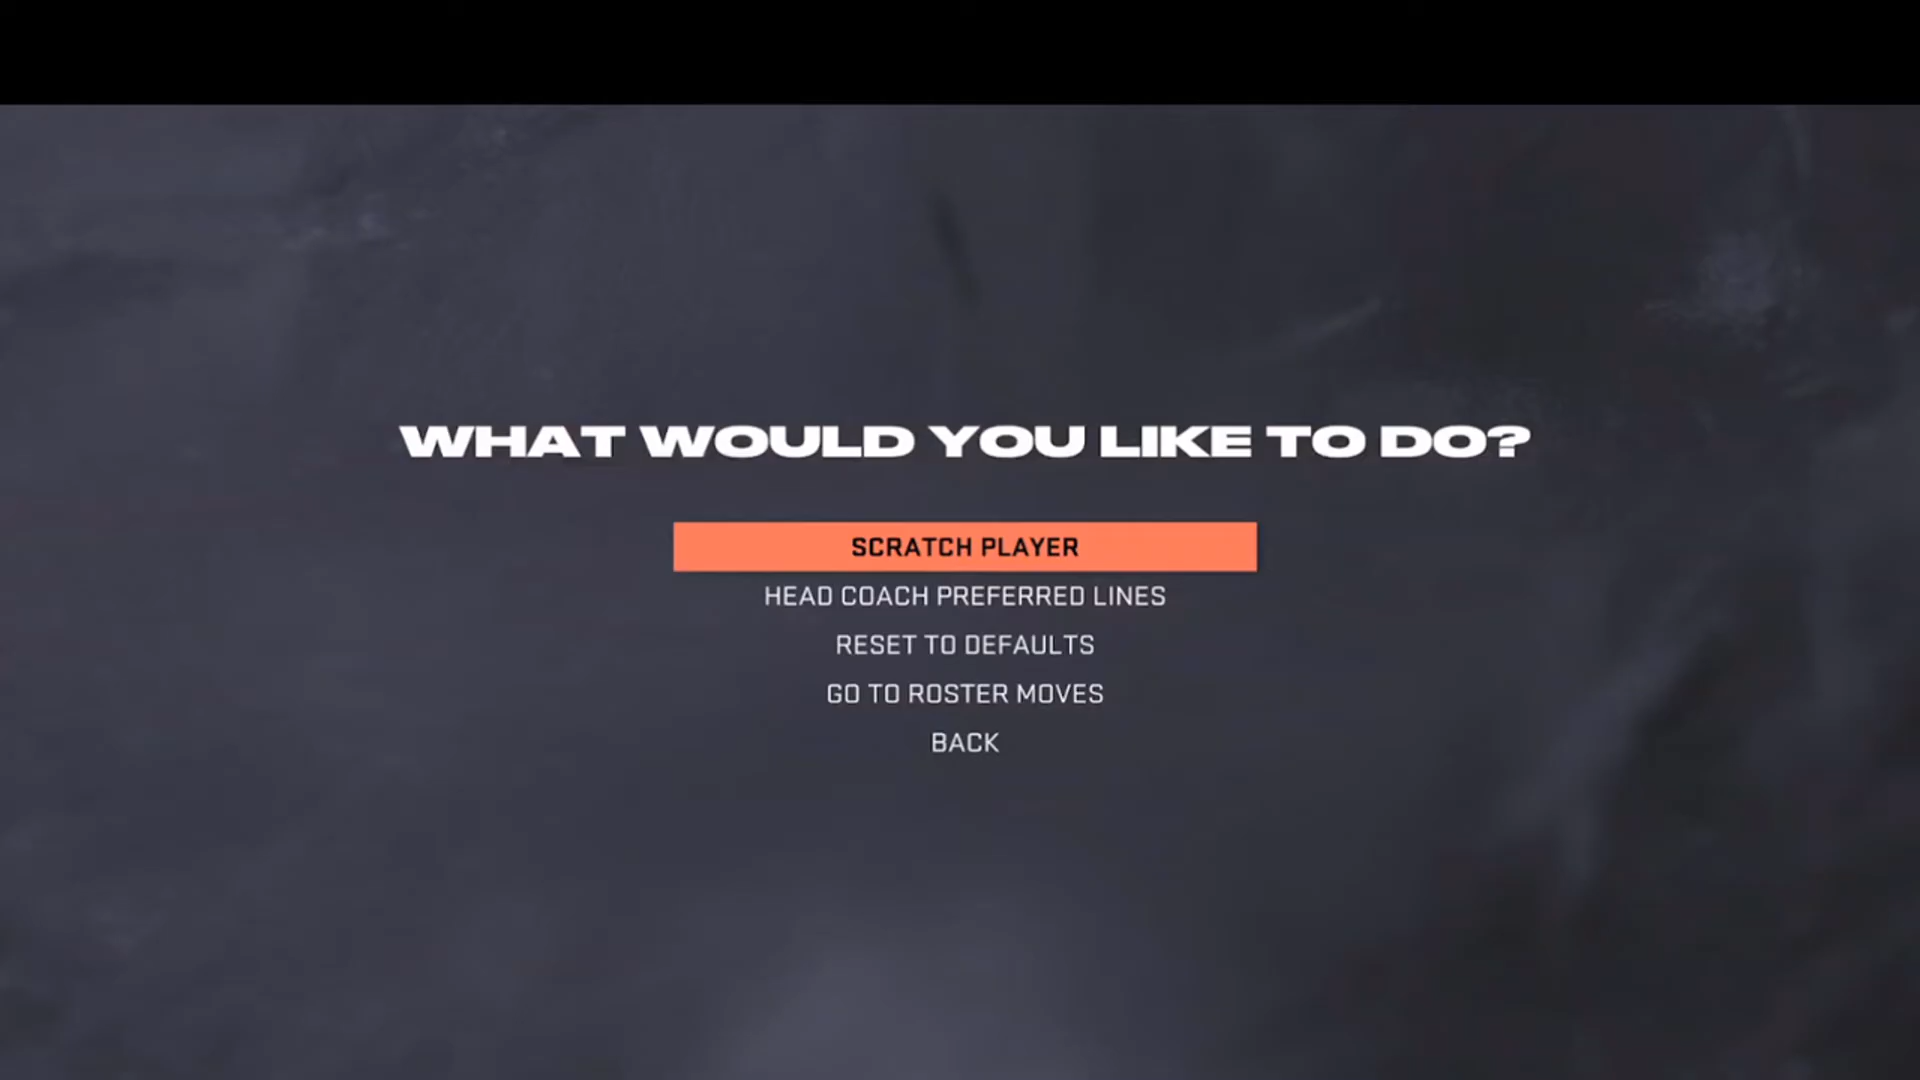 WHAT WOULD YOU LIKE TO DO?
SCRATCH PLAYER
HEAD COACH PREFERRED LINES
RESET TO DEFAULTS
GO TO ROSTER MOVES
BACK